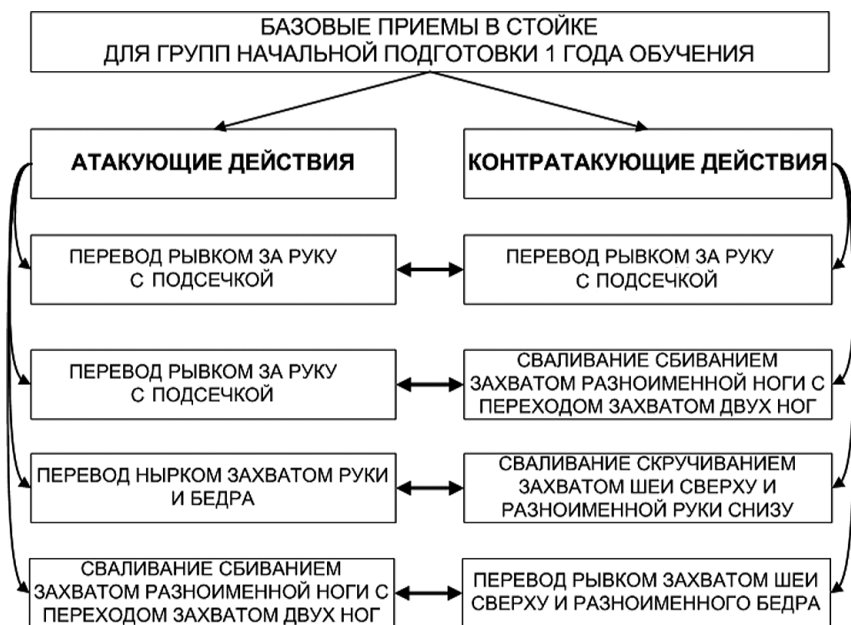 БАЗОВЫЕ ПРИЕМЫ В СТОЙКЕ
ДЛЯ ГРУПП НАЧАЛЬНОЙ ПОДГОТОВКИ 1 ГОДА ОБУЧЕНИЯ
АТАКУЮЩИЕ ДЕЙСТВИЯ
КОНТРАТАКУЮЩИЕ ДЕЙСТВИЯ
ПЕРЕВОД РЫВКОМ ЗА РУКУ
С ПОДСЕЧКОЙ
ПЕРЕВОД РЫВКОМ ЗА РУКУ
С ПОДСЕЧКОЙ
ПЕРЕВОД РЫВКОМ ЗА РУКУ
С ПОДСЕЧКОЙ
СВАЛИВАНИЕ СБИВАНИЕМ
ЗАХВАТОМ РАЗНОИМЕННОЙ НОГИ С
ПЕРЕХОДОМ ЗАХВАТОМ ДВУХ НОГ
ПЕРЕВОД НЫРКОМ ЗАХВАТОМ РУКИ
И БЕДРА
СВАЛИВАНИЕ СКРУЧИВАНИЕМ
ЗАХВАТОМ ШЕИ СВЕРХУ И
РАЗНОИМЕННОЙ РУКИ СНИЗУ
СВАЛИВАНИЕ СБИВАНИЕМ
ЗАХВАТОМ РАЗНОИМЕННОЙ НОГИ С
ПЕРЕХОДОМ ЗАХВАТОМ ДВУХ НОГ
ПЕРЕВОД РЫВКОМ ЗАХВАТОМ ШЕИ
СВЕРХУ И РАЗНОИМЕННОГО БЕДРА